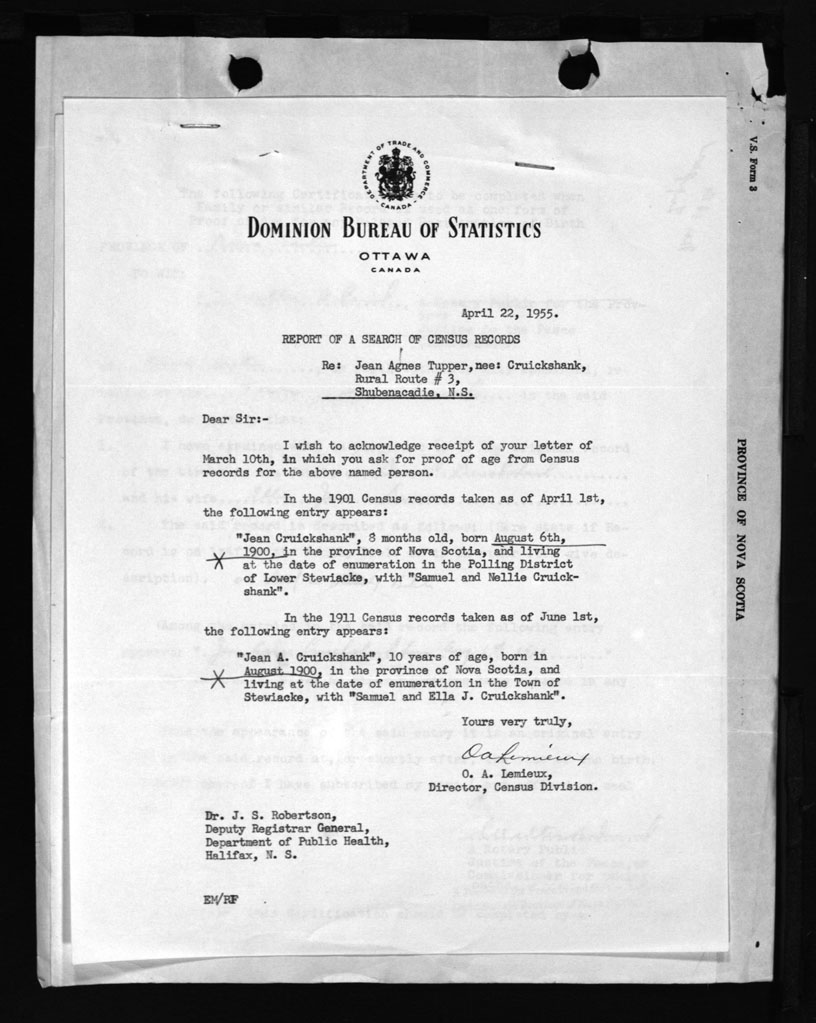 DEPARTMENT OF TRADE AND COMMERCE
CANADA
DOMINION BUREAU OF STATISTICS
OTTAWA
CANADA
April 22, 1955.
REPORT OF A SEARCH OF CENSUS RECORDS
Re: Jean Agnes Tupper, nee: Cruickshank,
Rural Route # 3,
Shubenacadie, N.S.
Dear Sir:-
I wish to acknowledge receipt of your letter of
March 10th, in which you ask for proof of age from Census
records for the above named person.
In the 1901 Census records taken as of April 1st,
the following entry appears:
"Jean Cruickshank", 8 months old, born August 6th,
1900, in the province of Nova Scotia, and living
at the date of enumeration in the Polling District
of Lower Stewiacke, with "Samuel and Nellie Cruick-
shank".
In the 1911 Census records taken as of June 1st,
the following entry appears:
"Jean A. Cruickshank", 10 years of age, born in
August 1900, in the province of Nova Scotia, and
living at the date of enumeration in the Town of
Stewiacke, with "Samuel and Ella J. Cruickshank".
Yours very truly,
O A Lemieux
O. A. Lemieux,
Director, Census Division.
Dr. J. S. Robertson,
Deputy Registrar General,
Department of Public Health,
Halifax, N. S.
EM/RF
V.S. Form 3
PROVINCE OF NOVA SCOTIA